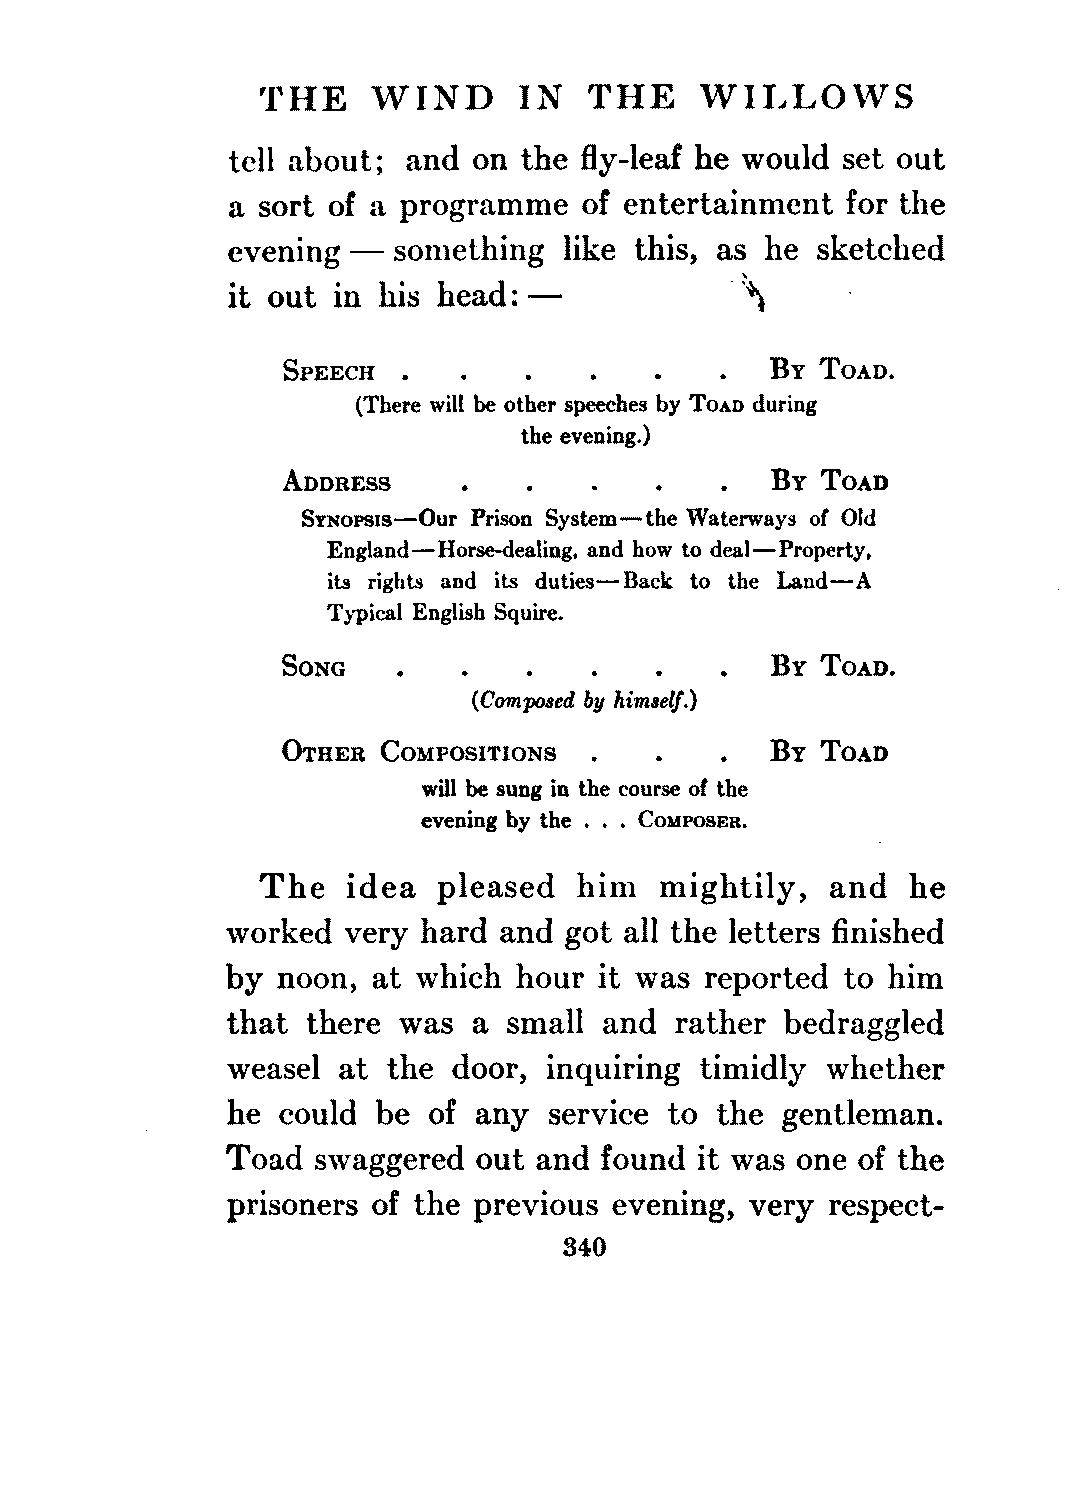 THE WIND IN THE WILLOWS
tell about; and on the fly-leaf he would set out
a sort of a programme of entertainment for the
evening — something like this, as he sketched
it out in his head: —
SPEECH . . . . . . BY TOAD.
(There will be other speeches by TOAD during
the evening.)
ADDRESS . . . . . BY TOAD
SYNOPSIS—Our Prison System—the Waterways of Old
England—Horse-dealing, and how to deal—Property,
its rights and its duties—Back to the Land—A
Typical English Squire.
SONG . . . . . . BY TOAD.
(Composed by himself.)
OTHER COMPOSITIONS . . . BY TOAD
will be sung in the course of the
evening by the . . . COMPOSER.
The idea pleased him mightily, and he
worked very hard and got all the letters finished
by noon, at which hour it was reported to him
that there was a small and rather bedraggled
weasel at the door, inquiring timidly whether
he could be of any service to the gentleman.
Toad swaggered out and found it was one of the
prisoners of the previous evening, very respect-
340